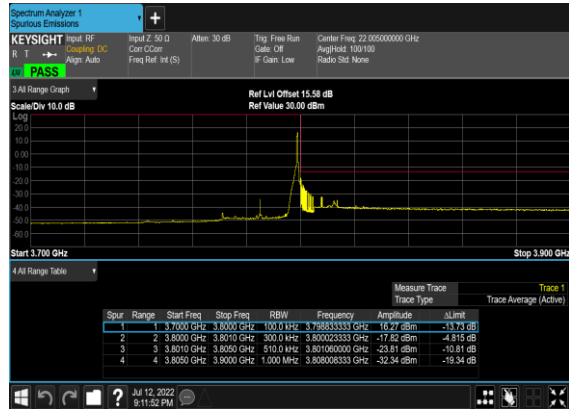 Spectrum Analyzer 1
Spurious Emissions
+
KEYSIGHT Input: RF Input Z: 50 Ω Atten: 30 dB Trig: Free Run Center Freq: 22.005000000 GHz
R T Coupling: DC Corr CCorr Gate: Off Avg|Hold: 100/100
Align: Auto Freq Ref: Int (S) IF Gain: Low Radio Std: None
PASS
3 All Range Graph
Ref Lvl Offset 15.58 dB
Scale/Div 10.0 dB Ref Value 30.00 dBm
Log
20.0
10.0
0.00
-10.0
-20.0
-30.0
-40.0
-50.0
-60.0
Start 3.700 GHz Stop 3.900 GHz
4 All Range Table
Measure Trace Trace 1
Trace Type Trace Average (Active)
Spur Range Start Freq Stop Freq RBW Frequency Amplitude ΔLimit
1 1 3.7000 GHz 3.8000 GHz 100.0 kHz 3.798833333 GHz 16.27 dBm -13.73 dB
2 2 3.8000 GHz 3.8010 GHz 300.0 kHz 3.800023333 GHz -17.82 dBm -4.815 dB
3 3 3.8010 GHz 3.8050 GHz 510.0 kHz 3.801060000 GHz -23.81 dBm -10.81 dB
4 4 3.8050 GHz 3.9000 GHz 1.000 MHz 3.808008333 GHz -32.34 dBm -19.34 dB
? Jul 12, 2022
9:11:52 PM